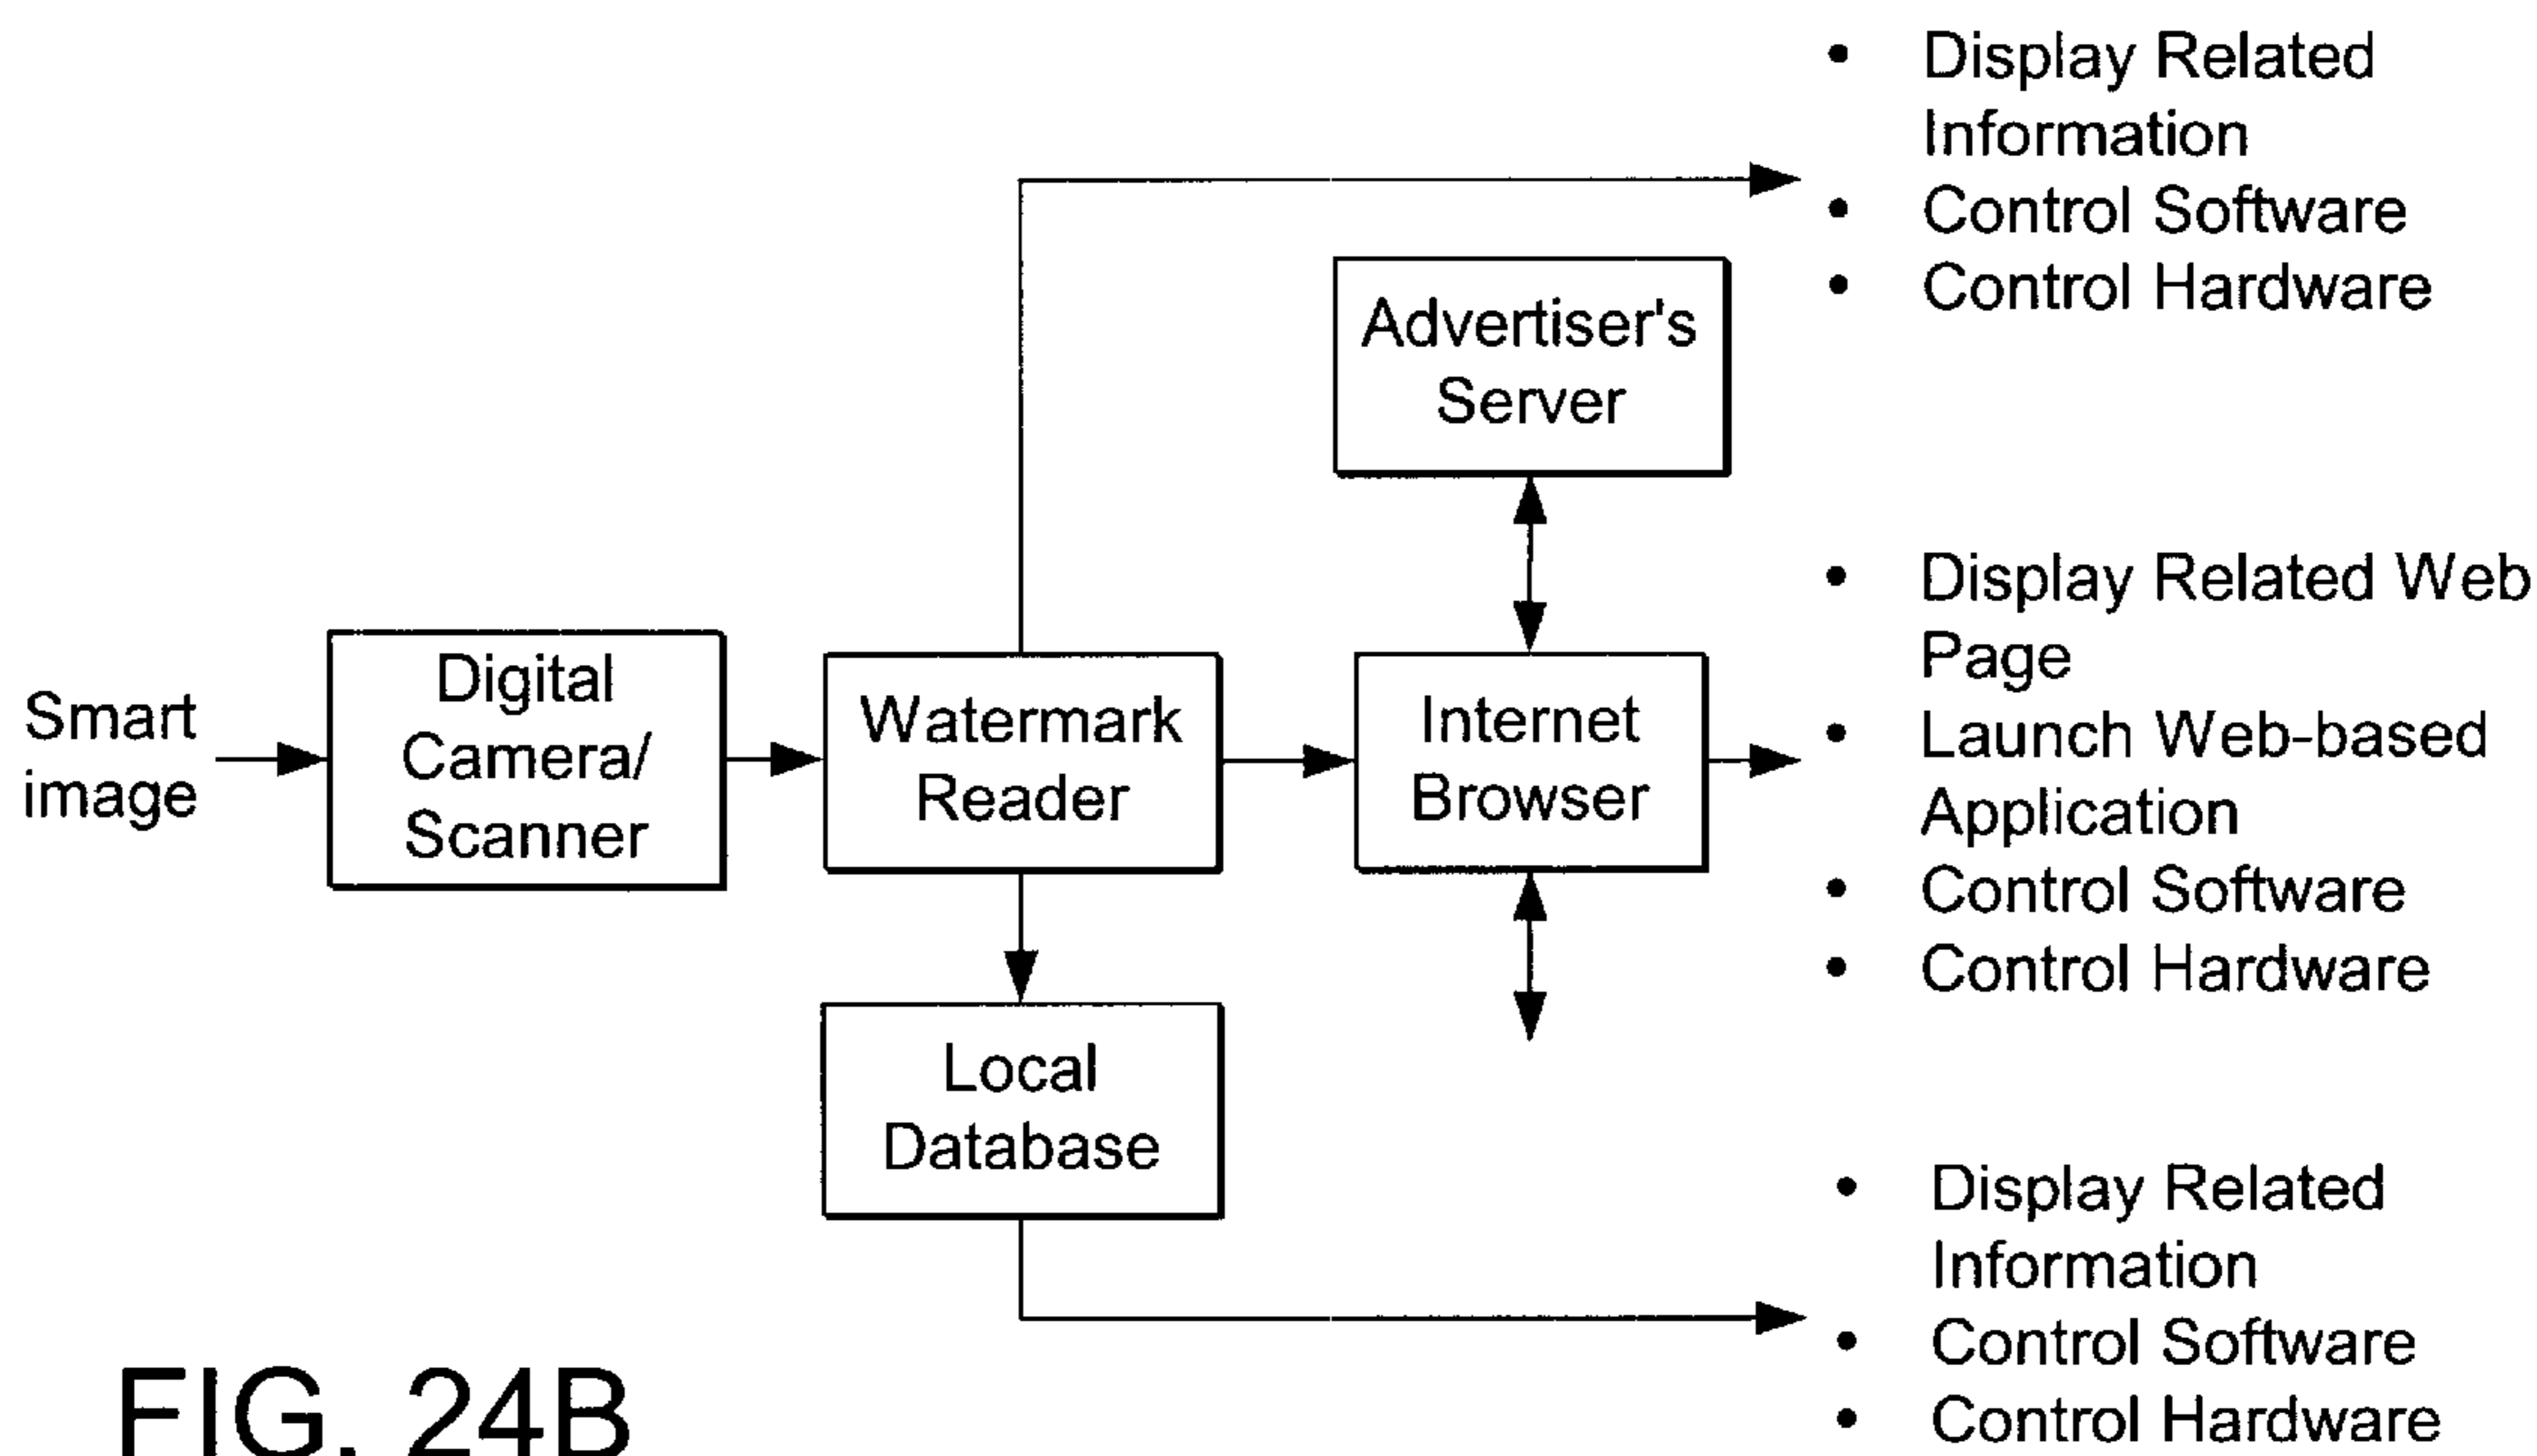 • Display Related
Information
• Control Software
• Control Hardware
Advertiser's
Server
Smart
image
Digital
Camera/
Scanner
Watermark
Reader
Internet
Browser
• Display Related Web
Page
• Launch Web-based
Application
• Control Software
• Control Hardware
Local
Database
• Display Related
Information
• Control Software
• Control Hardware
FIG. 24B